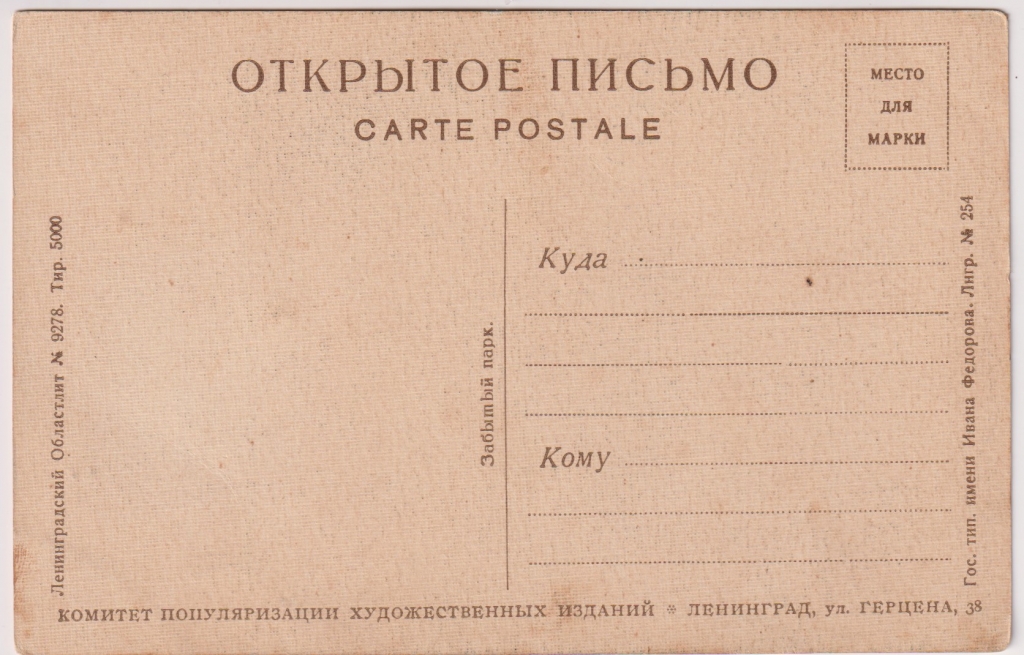 ОТКРЫТОЕ ПИСЬМО
CARTE POSTALE
МЕСТО
ДЛЯ
МАРКИ
Ленинградский Областлит № 9278. Тир. 5000
Забытый парк.
Куда
Кому
Гос. тип. имени Ивана Федорова. Лнгр. № 254
КОМИТЕТ ПОПУЛЯРИЗАЦИИ ХУДОЖЕСТВЕННЫХ ИЗДАНИЙ * ЛЕНИНГРАД, ул. ГЕРЦЕНА, 38